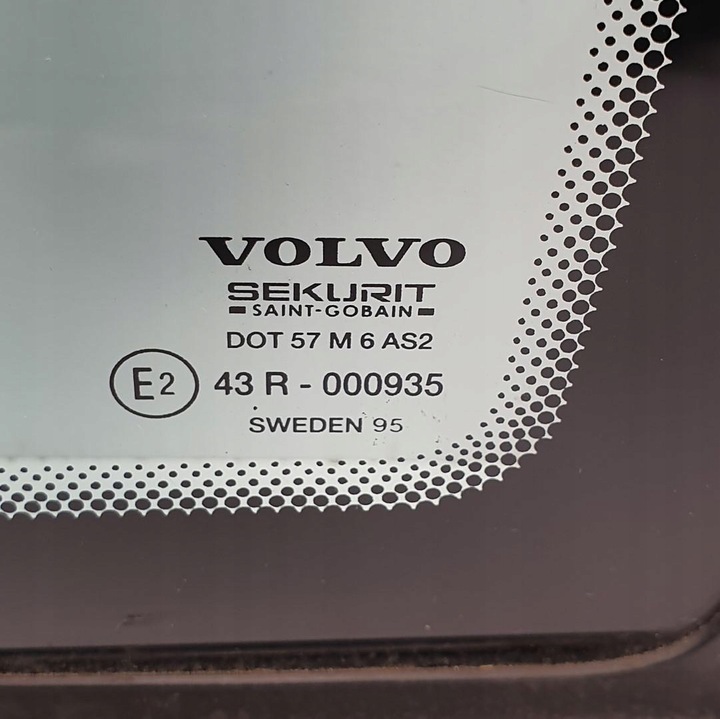 VOLVO
SEKURIT
SAINT-GOBAIN
DOT 57 M 6 AS2
E2 43 R - 000935
SWEDEN 95